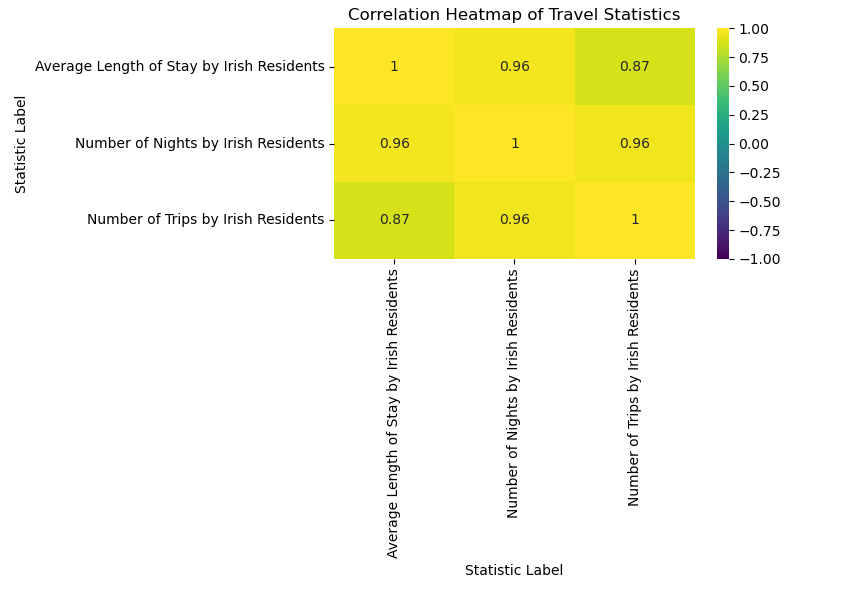 Correlation Heatmap of Travel Statistics
Statistic Label
Average Length of Stay by Irish Residents
1
0.96
0.87
Number of Nights by Irish Residents
0.96
1
0.96
Number of Trips by Irish Residents
0.87
0.96
1
Average Length of Stay by Irish Residents
Number of Nights by Irish Residents
Number of Trips by Irish Residents
Statistic Label
1.00
0.75
0.50
0.25
0.00
−0.25
−0.50
−0.75
−1.00